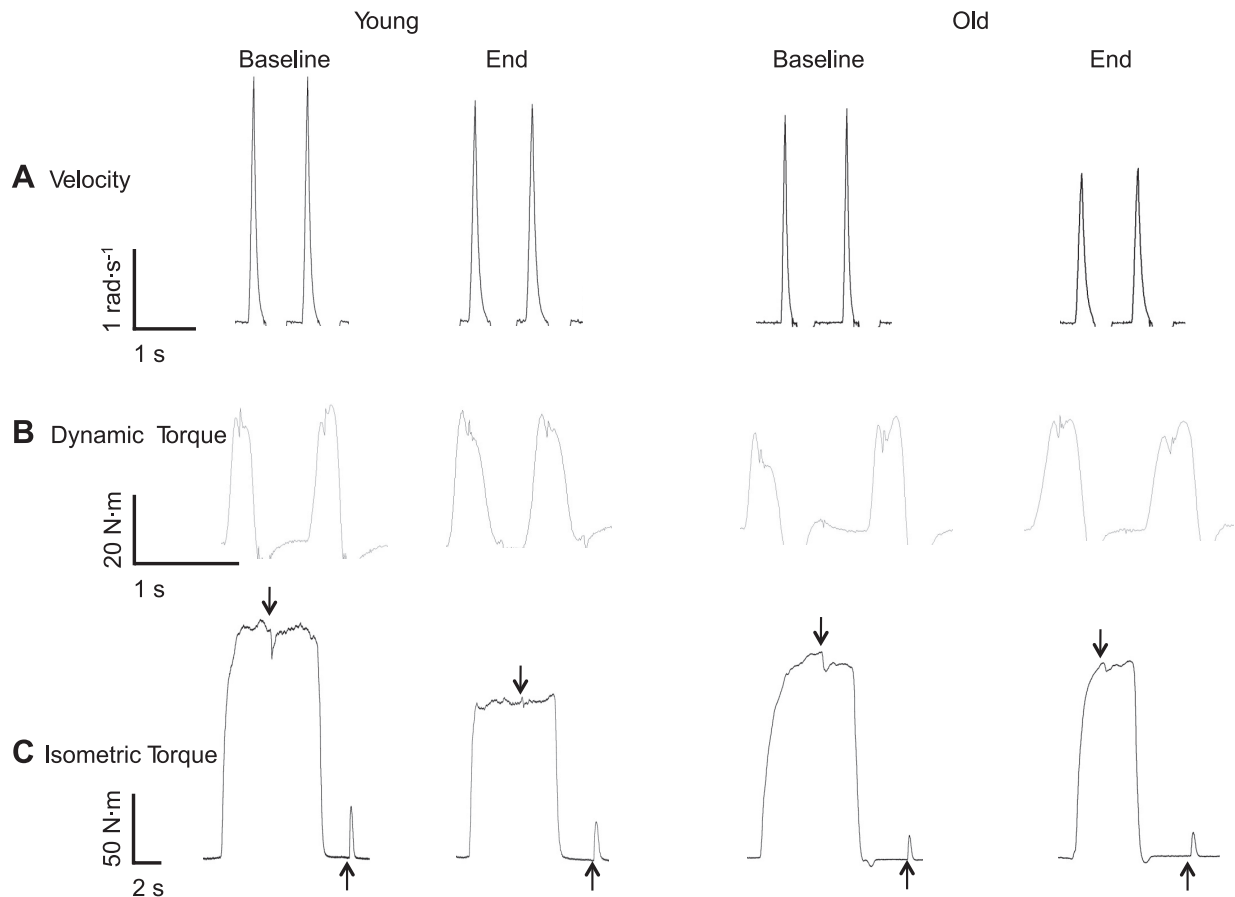 Young Old
Baseline End Baseline End
A Velocity
1 rad·s⁻¹
1 s
B Dynamic Torque
20 N·m
1 s
C Isometric Torque
50 N·m
2 s